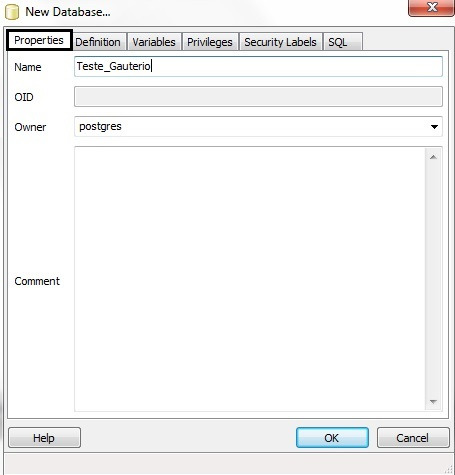 New Database...
Properties Definition Variables Privileges Security Labels SQL
Name Teste_Gauterio
OID
Owner postgres
Comment
Help OK Cancel